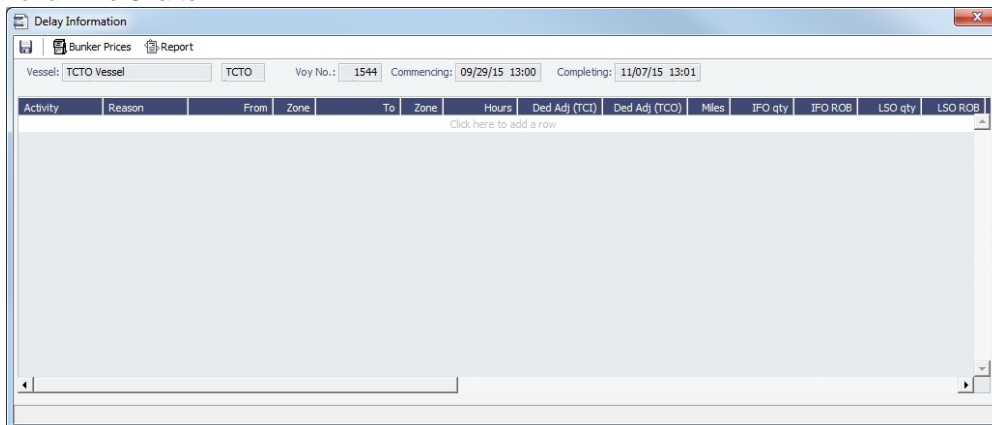 Delay Information
Bunker Prices Report
Vessel: TCTO Vessel TCTO Voy No.: 1544 Commencing: 09/29/15 13:00 Completing: 11/07/15 13:01
Activity Reason From Zone To Zone Hours Ded Adj (TCI) Ded Adj (TCO) Miles IFO qty IFO ROB LSO qty LSO ROB
Click here to add a row